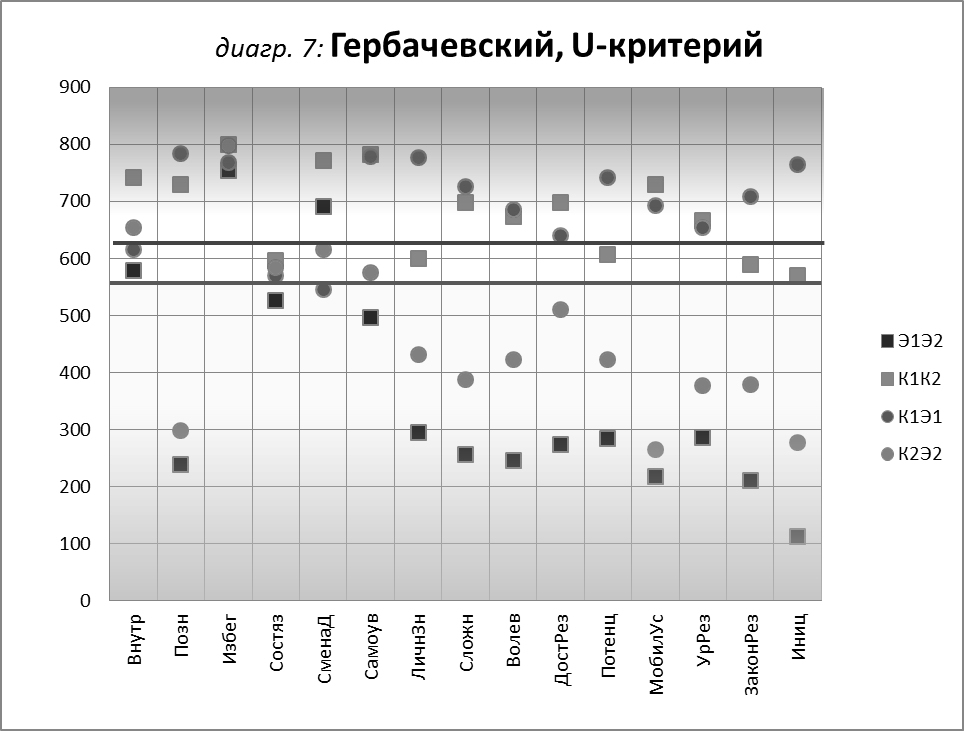 диагр. 7: Гербачевский, U-критерий
900
800
700
600
500
400
300
200
100
0
Внутр
Позн
Избег
Состяз
СменаД
Самоув
ЛичнЗн
Сложн
Волев
ДостРез
Потенц
МобилУс
УрРез
ЗаконРез
Иниц
Э1Э2
К1К2
К1Э1
К2Э2